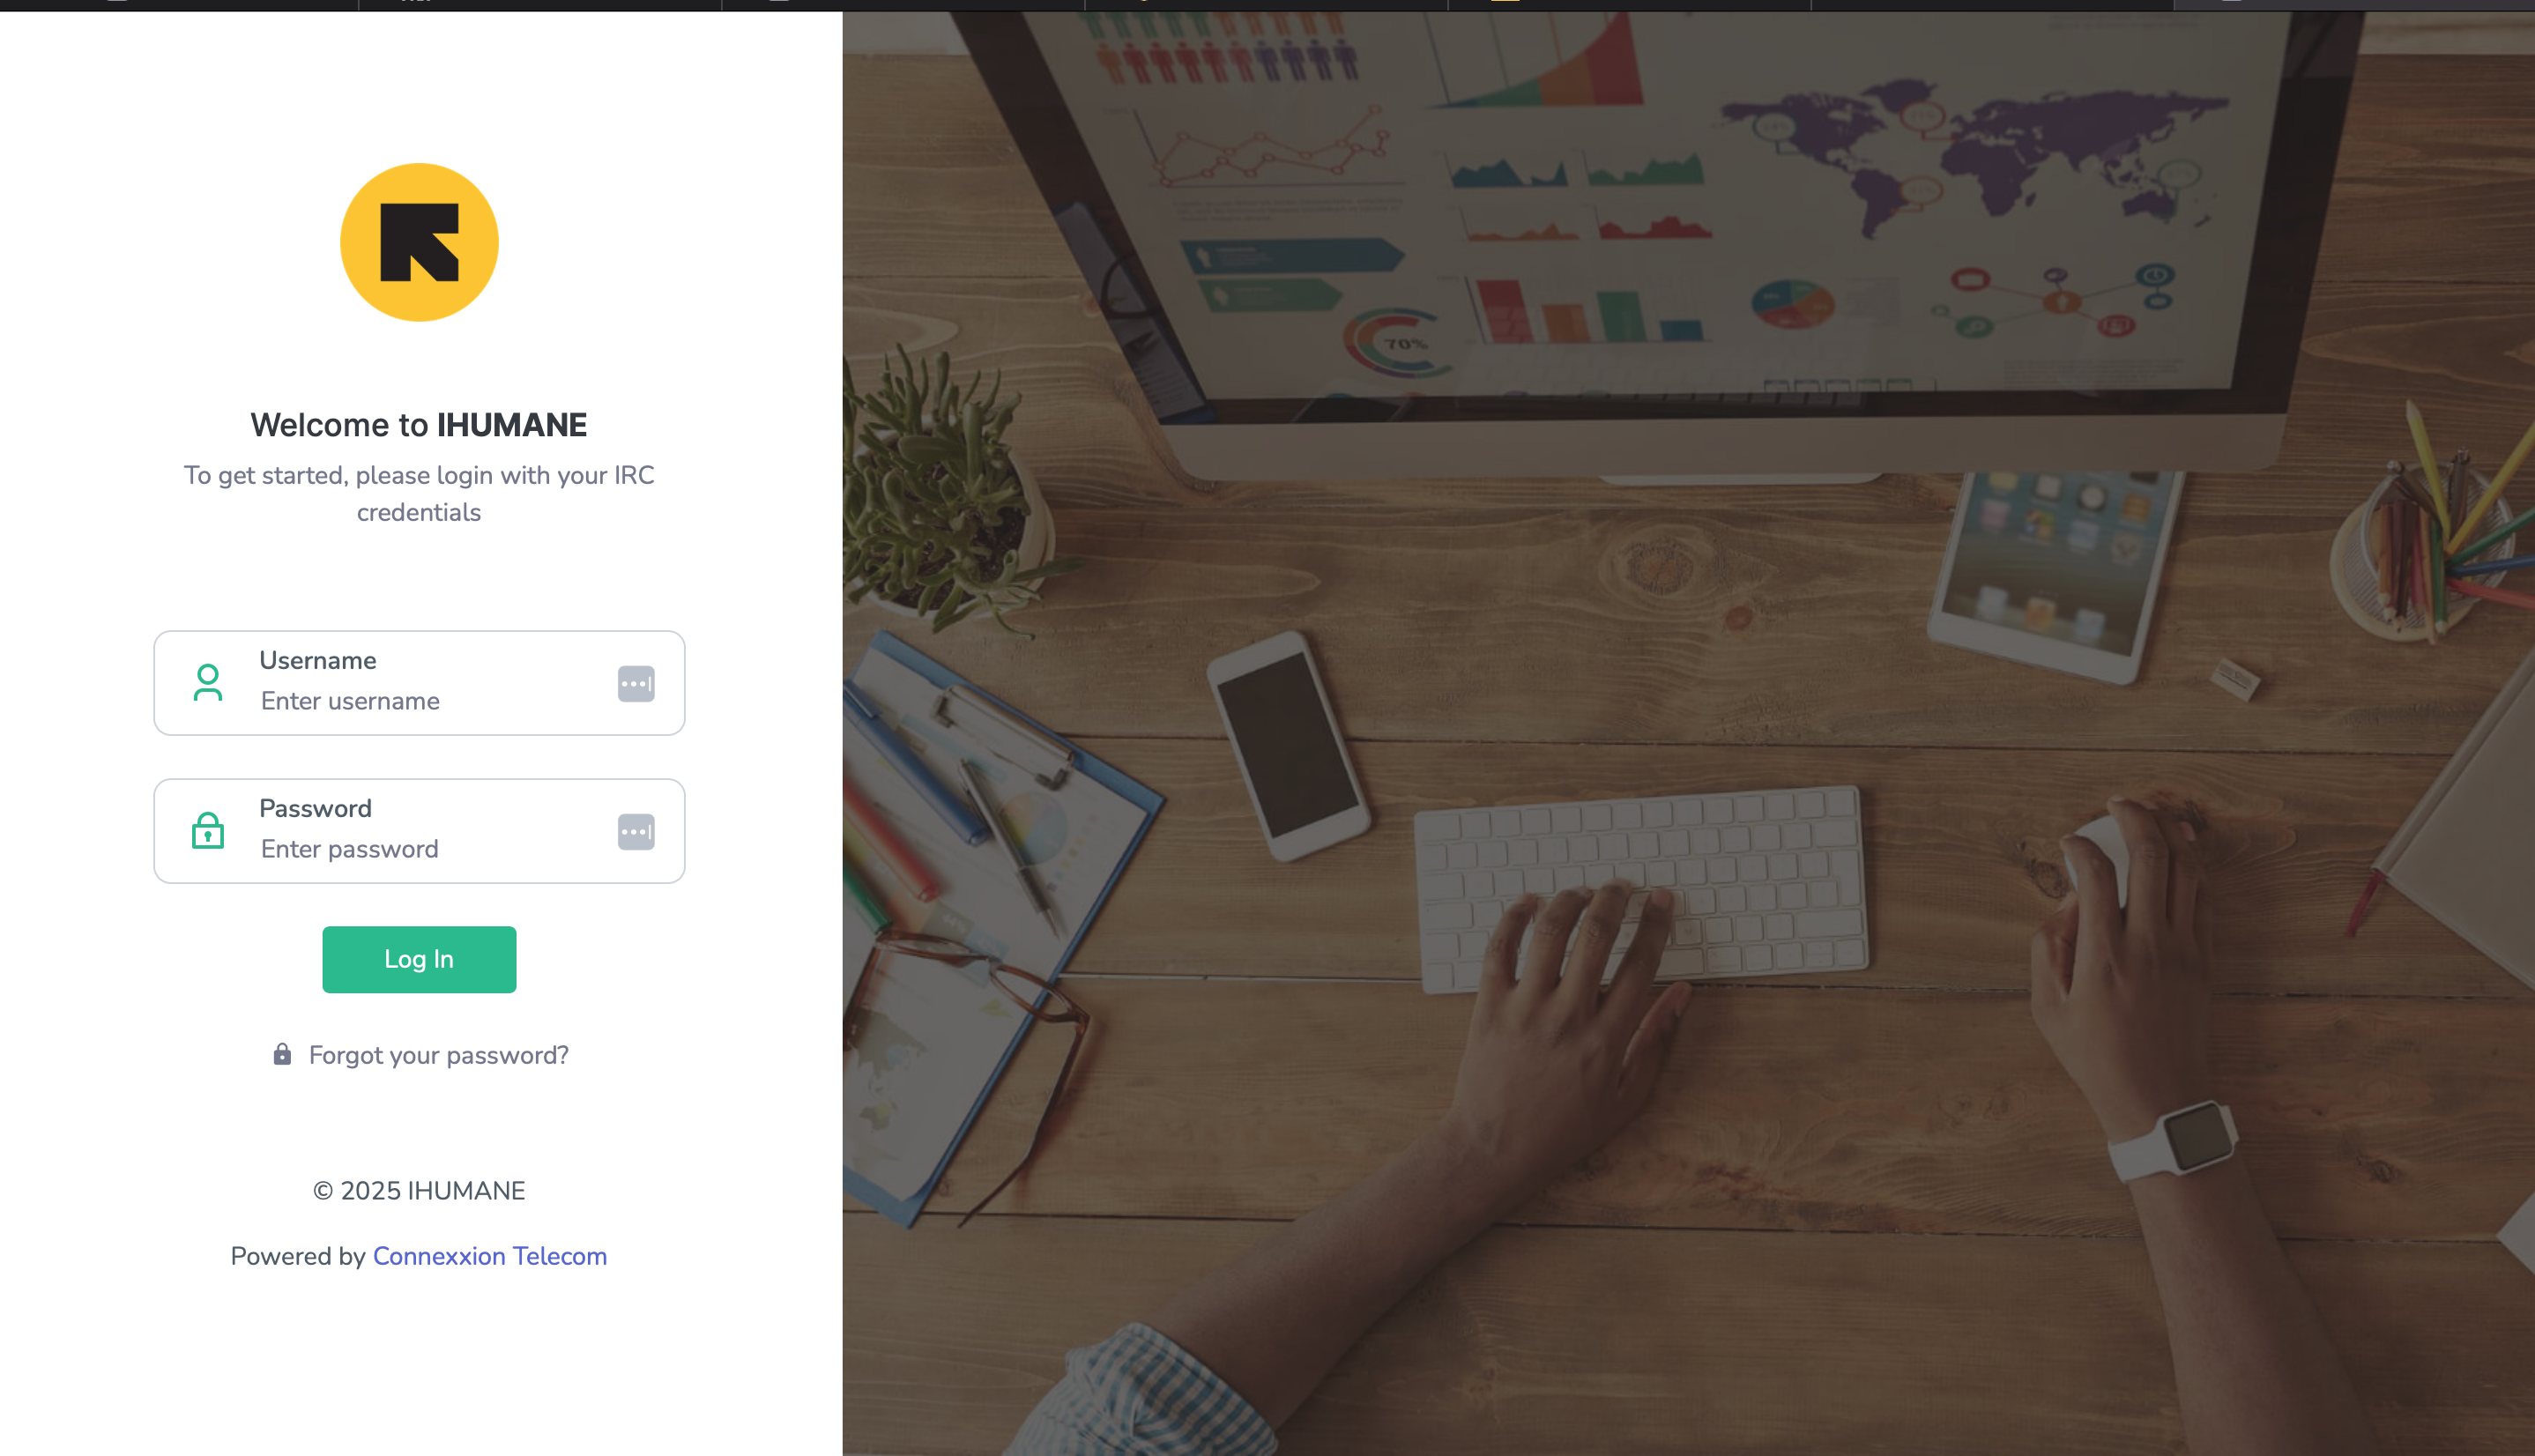 Welcome to IHUMANE
To get started, please login with your IRC
credentials
Username
Enter username
Password
Enter password
Log In
Forgot your password?
© 2025 IHUMANE
Powered by Connexxion Telecom
70%